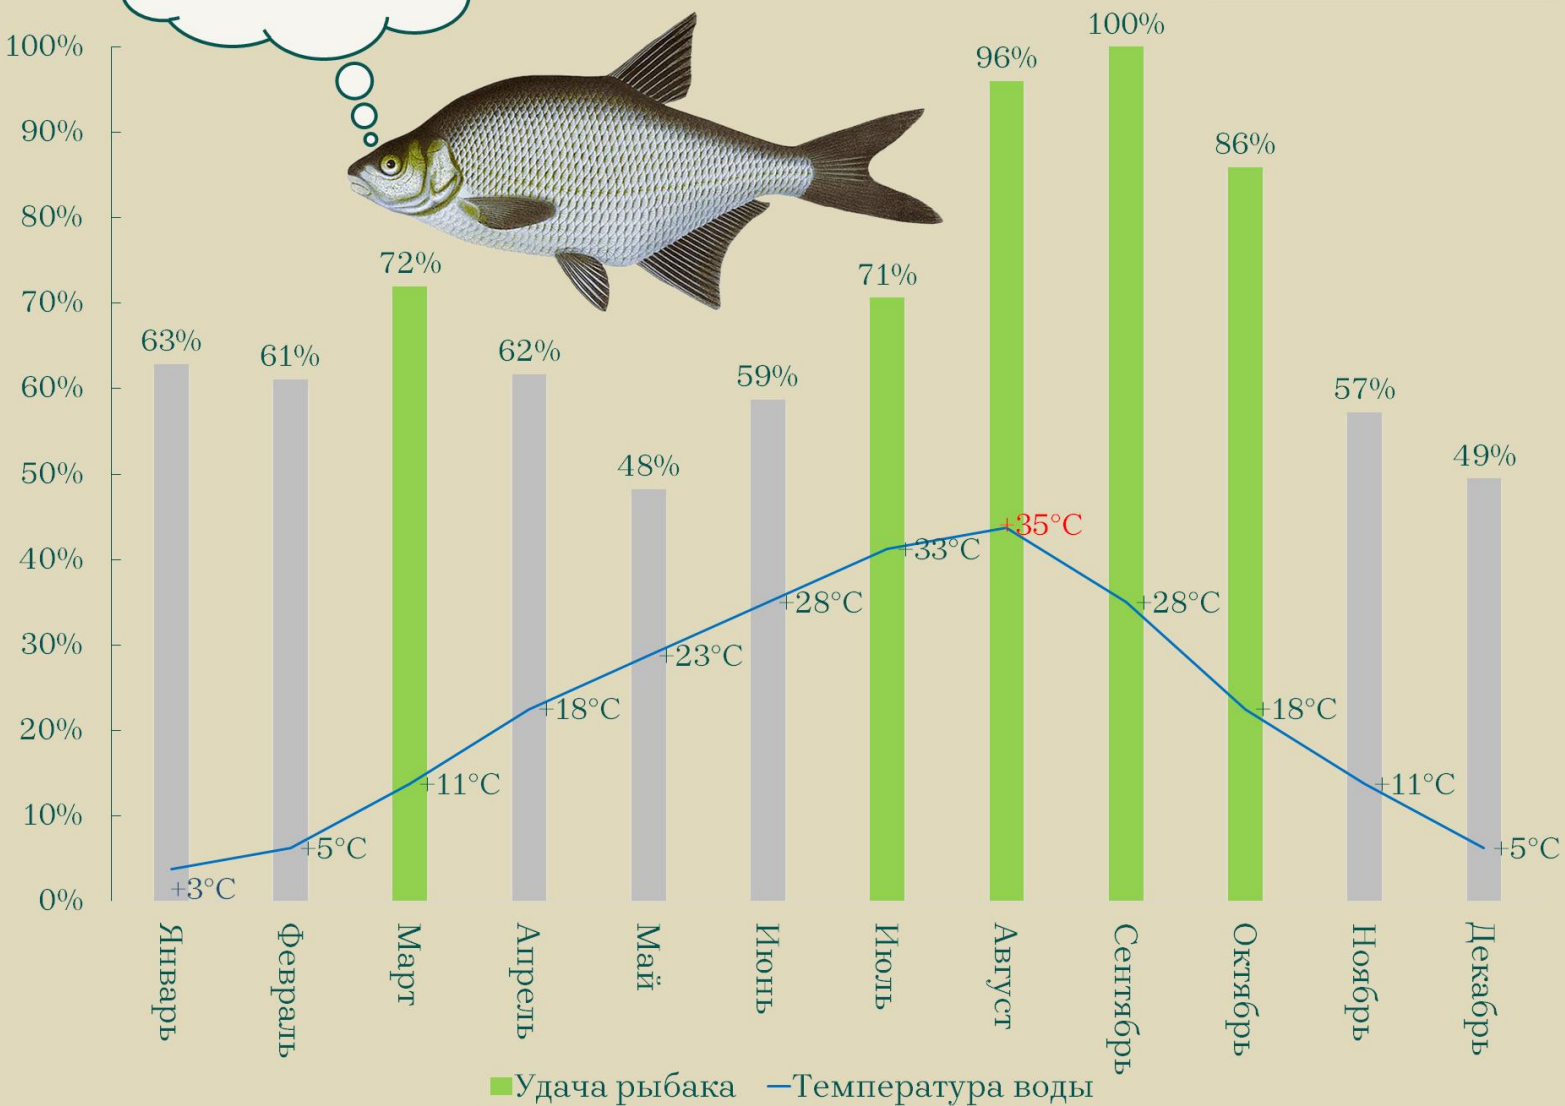 100%
90%
80%
70%
60%
50%
40%
30%
20%
10%
0%
63%
61%
72%
62%
48%
59%
71%
96%
100%
86%
57%
49%
+3°C
+5°C
+11°C
+18°C
+23°C
+28°C
+33°C
+35°C
+28°C
+18°C
+11°C
+5°C
Январь
Февраль
Март
Апрель
Май
Июнь
Июль
Август
Сентябрь
Октябрь
Ноябрь
Декабрь
Удача рыбака
Температура воды